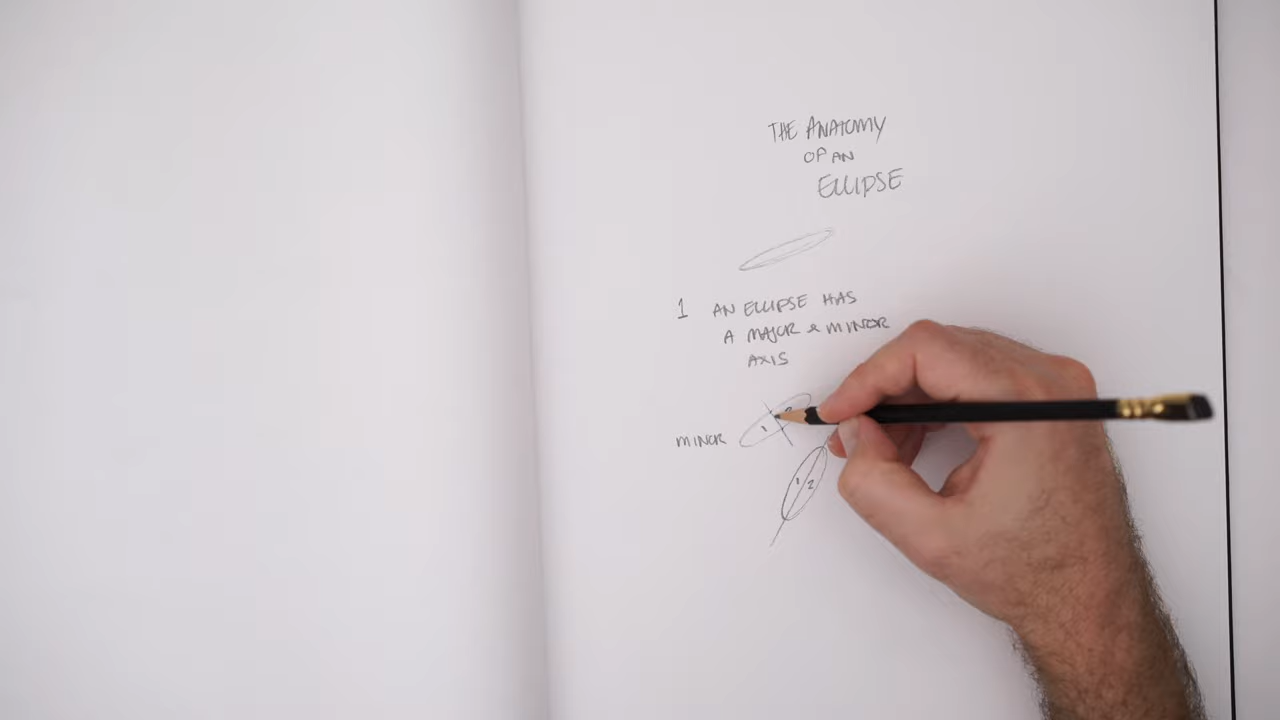 THE ANATOMY
OF AN
ELLIPSE
1 AN ELLIPSE HAS
A MAJOR & MINOR
AXIS
MINOR
1 2
1 2